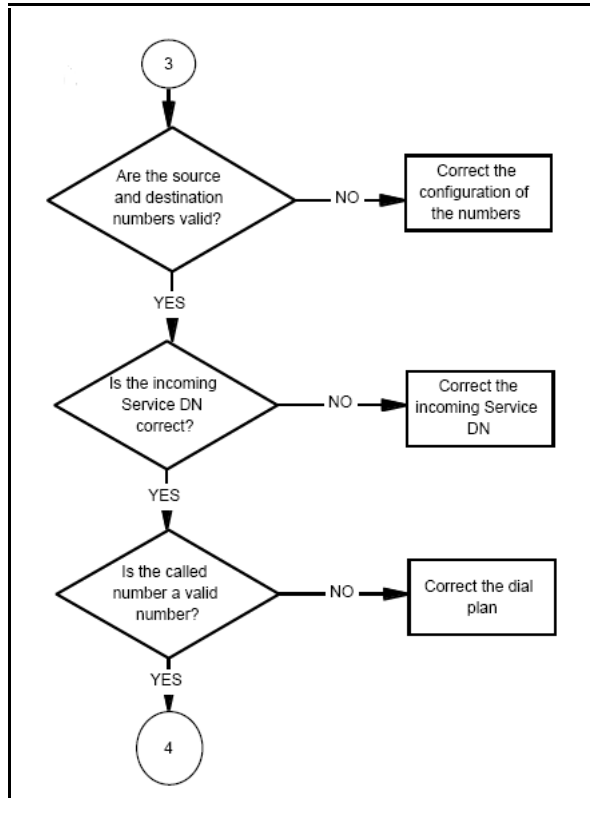 3
Are the source
and destination
numbers valid?
NO
Correct the
configuration of
the numbers
YES
Is the incoming
Service DN
correct?
NO
Correct the
incoming Service
DN
YES
Is the called
number a valid
number?
NO
Correct the dial
plan
YES
4